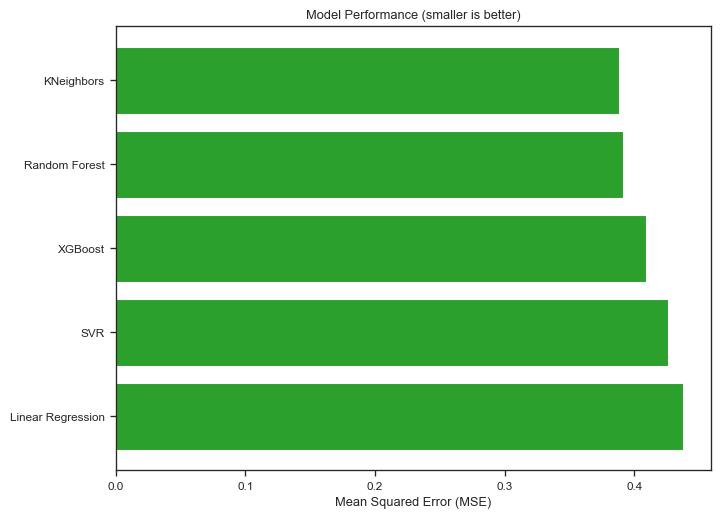 Model Performance (smaller is better)
KNeighbors
Random Forest
XGBoost
SVR
Linear Regression
0.0 0.1 0.2 0.3 0.4
Mean Squared Error (MSE)